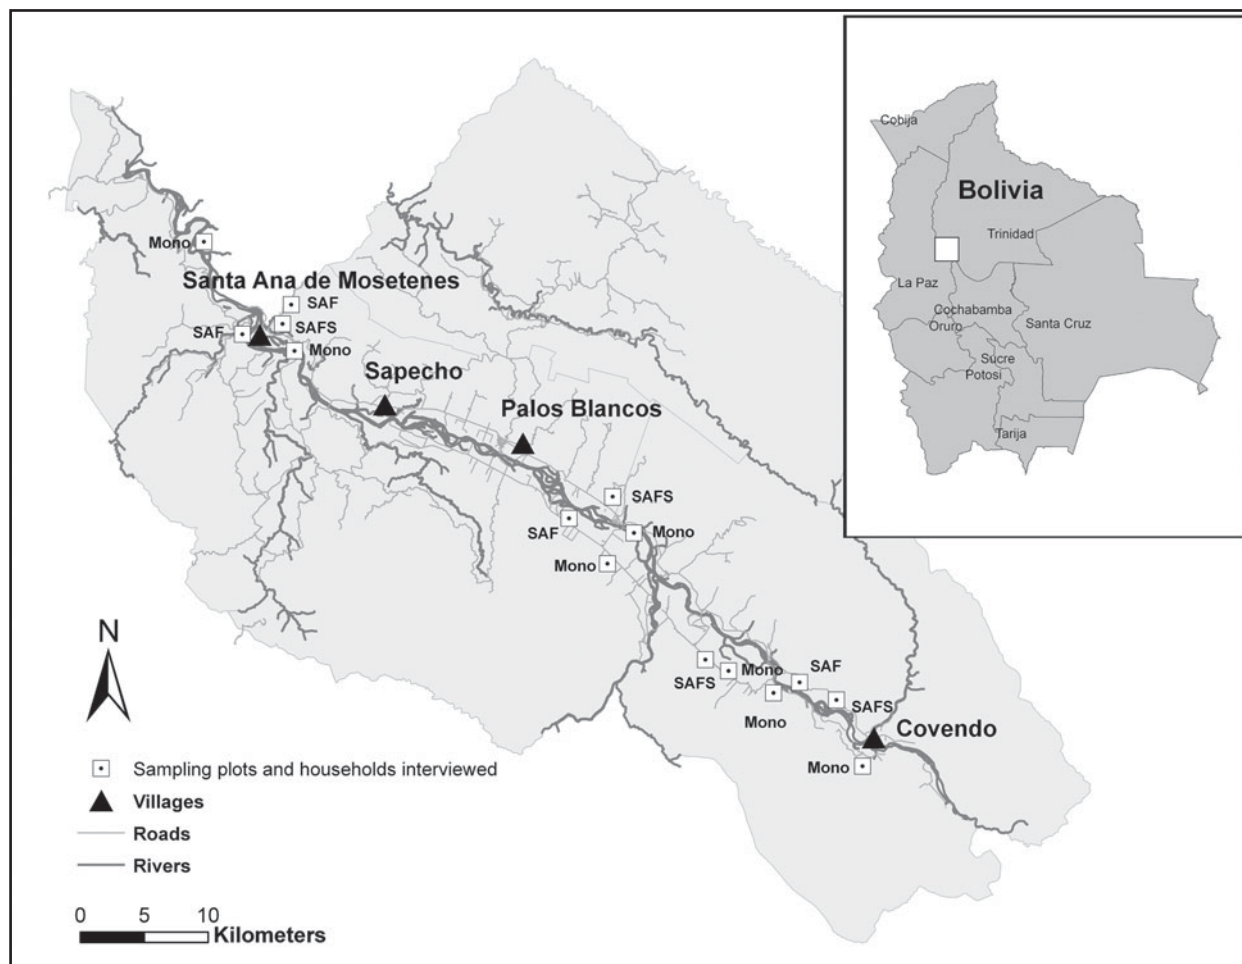 Mono
Santa Ana de Mosetenes
SAF
SAFS
SAF
Mono
Sapecho
Palos Blancos
SAFS
SAF
Mono
Mono
SAFS
Mono
SAF
Mono
SAFS
Covendo
Mono
Cobija
Bolivia
Trinidad
La Paz
Cochabamba
Oruro
Santa Cruz
Sucre
Potosi
Tarija
N
Sampling plots and households interviewed
Villages
Roads
Rivers
0 5 10
Kilometers